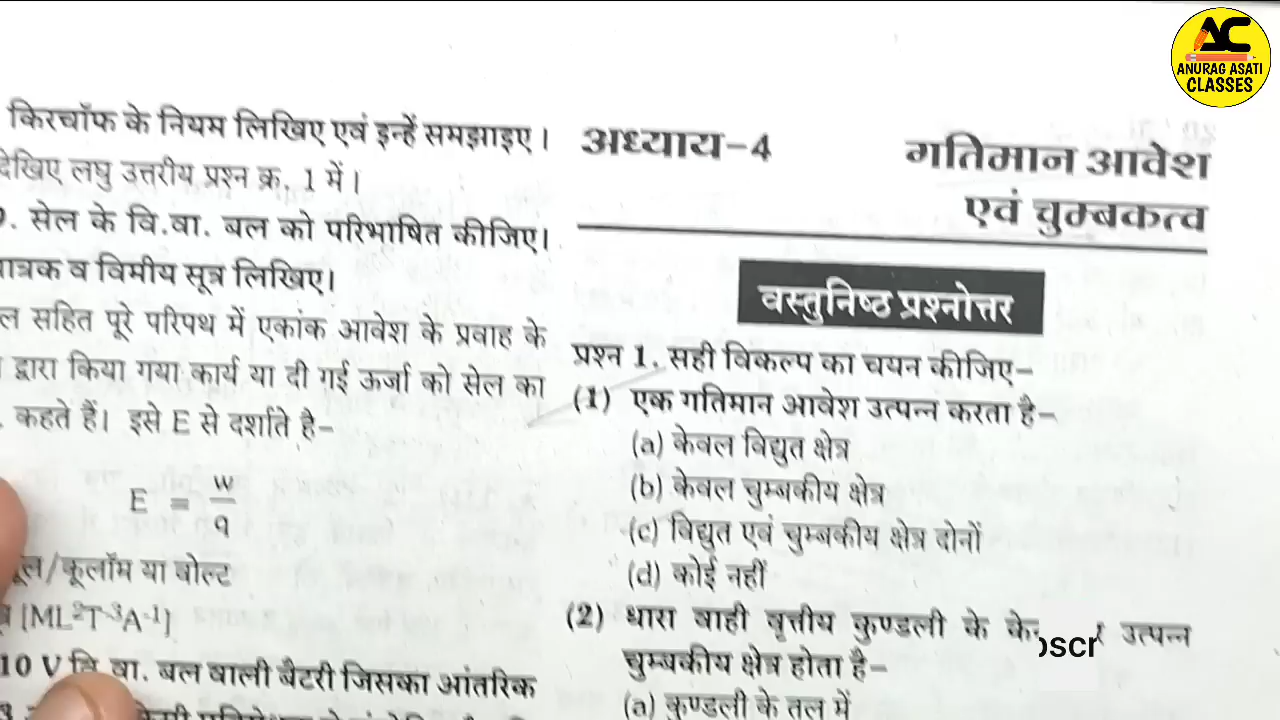 किरचॉफ के नियम लिखिए एवं इन्हें समझाइए।
देखिए लघु उत्तरीय प्रश्न क्र. 1 में।
सेल के वि.वा. बल को परिभाषित कीजिए।
व विमीय सूत्र लिखिए।
सहित पूरे परिपथ में एकांक आवेश के प्रवाह के
द्वारा किया गया कार्य या दी गई ऊर्जा को सेल का
कहते हैं। इसे E से दर्शाते है–
E = w/q
/कूलॉम या वोल्ट
[ML²T⁻³A⁻¹]
10 V वि वा. बल वाली बैटरी जिसका आंतरिक
अध्याय–4 गतिमान आवेश
एवं चुम्बकत्व
वस्तुनिष्ठ प्रश्नोत्तर
प्रश्न 1. सही विकल्प का चयन कीजिए–
(1) एक गतिमान आवेश उत्पन्न करता है–
(a) केवल विद्युत क्षेत्र
(b) केवल चुम्बकीय क्षेत्र
(c) विद्युत एवं चुम्बकीय क्षेत्र दोनों
(d) कोई नहीं
(2) धारा वाही वृत्तीय कुण्डली के उत्पन्न
चुम्बकीय क्षेत्र होता है–
(a) कुण्डली के तल में
AC
ANURAG ASATI
CLASSES